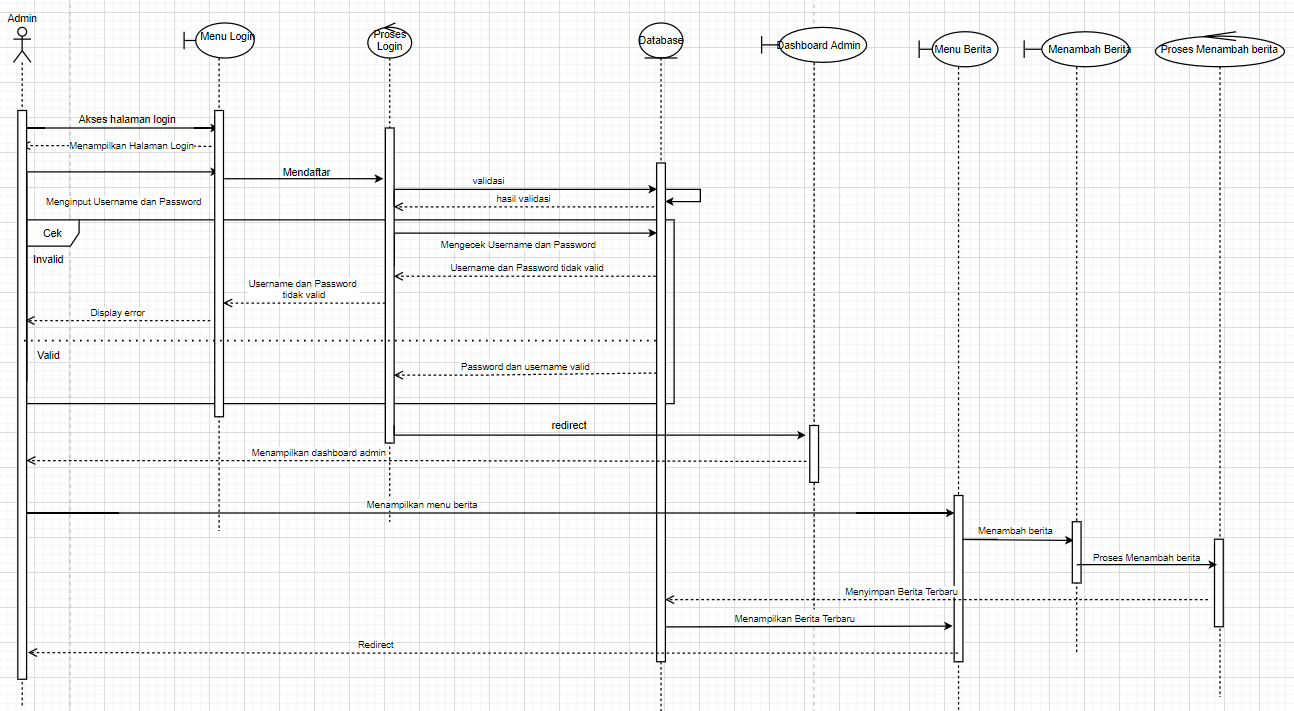 Admin
Menu Login
Proses
Login
Database
Dashboard Admin
Menu Berita
Menambah Berita
Proses Menambah berita
Akses halaman login
Menampilkan Halaman Login
Mendaftar
validasi
hasil validasi
Menginput Username dan Password
Cek
Mengecek Username dan Password
Invalid
Username dan Password tidak valid
Username dan Password
tidak valid
Display error
Valid
Password dan username valid
redirect
Menampilkan dashboard admin
Menampilkan menu berita
Menambah berita
Proses Menambah berita
Menyimpan Berita Terbaru
Menampilkan Berita Terbaru
Redirect